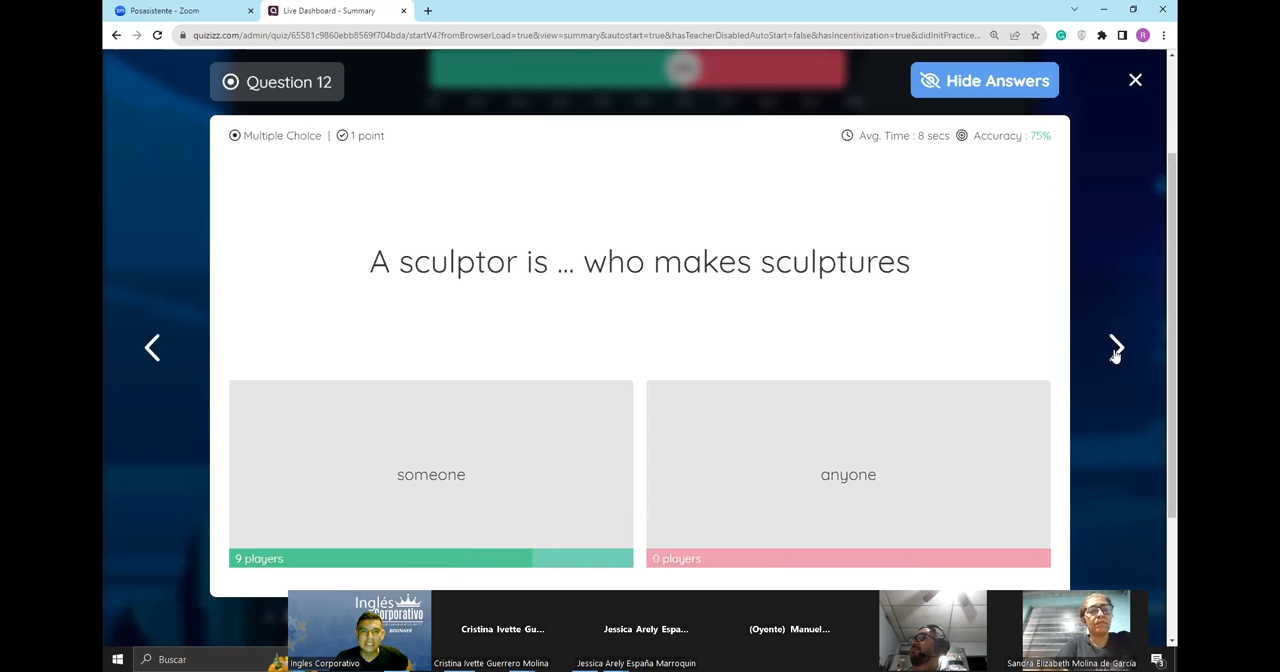 Posasistente - Zoom
Live Dashboard - Summary
quizizz.com/admin/quiz/65581c9860ebb8569f704bda/startV4?fromBrowserLoad=true&view=summary&autostart=true&hasTeacherDisabledAutoStart=false&hasIncentivization=true&didInitPractice...
R
Question 12
Hide Answers
Multiple Choice | 1 point
Avg. Time : 8 secs Accuracy : 75%
A sculptor is ... who makes sculptures
someone
anyone
9 players
0 players
Inglés
Corporativo
BEGINNER
Cristina Ivette Gu...
Jessica Arely Espa...
(Oyente) Manuel...
Ingles Corporativo
Cristina Ivette Guerrero Molina
Jessica Arely España Marroquin
Sandra Elizabeth Molina de García
Buscar